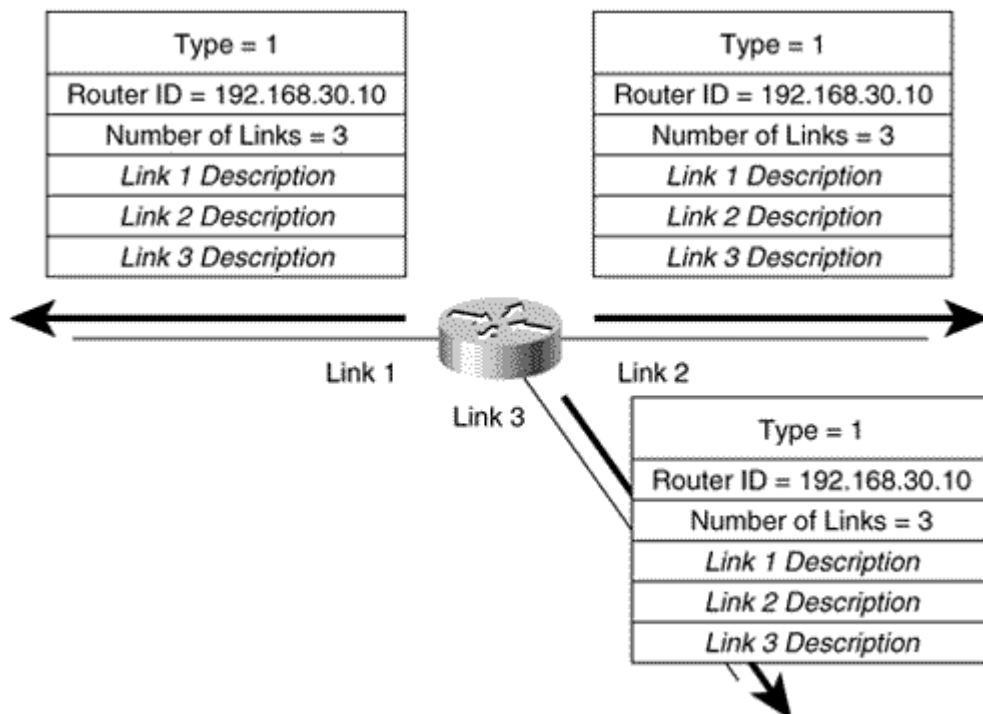 Type = 1
Router ID = 192.168.30.10
Number of Links = 3
Link 1 Description
Link 2 Description
Link 3 Description
Type = 1
Router ID = 192.168.30.10
Number of Links = 3
Link 1 Description
Link 2 Description
Link 3 Description
Link 1
Link 2
Link 3
Type = 1
Router ID = 192.168.30.10
Number of Links = 3
Link 1 Description
Link 2 Description
Link 3 Description